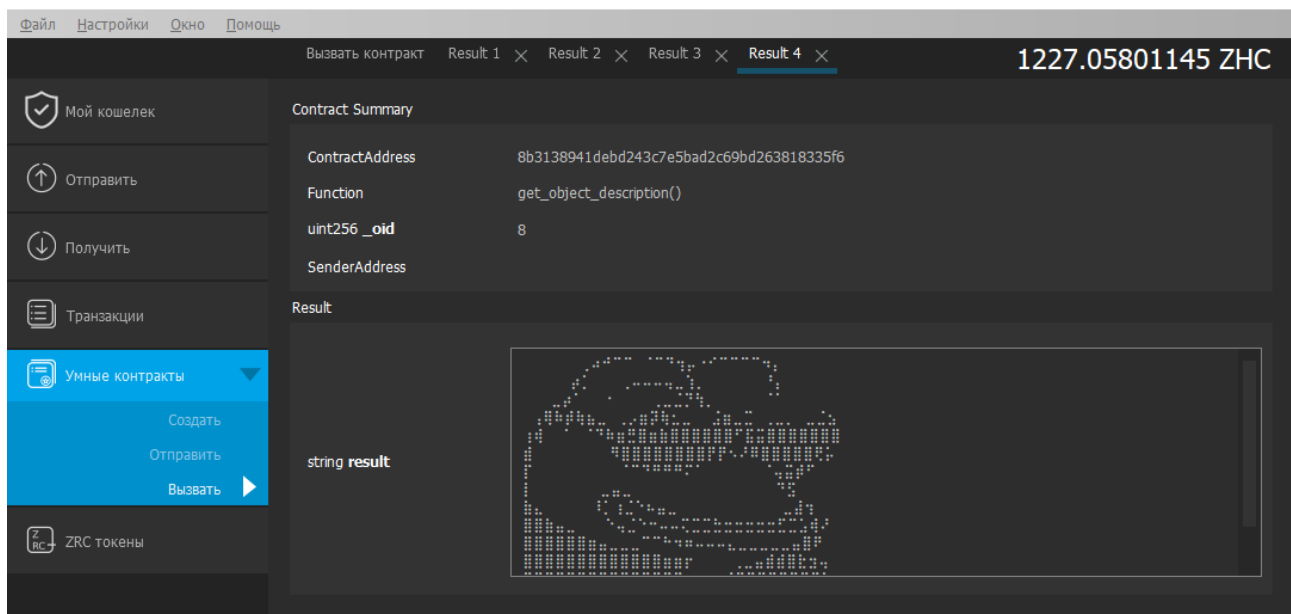 Файл Настройки Окно Помощь
Вызвать контракт Result 1 Result 2 Result 3 Result 4 1227.05801145 ZHC
Мой кошелек
Отправить
Получить
Транзакции
Умные контракты
Создать
Отправить
Вызвать
Z RC
ZRC токены
Contract Summary
ContractAddress 8b3138941debd243c7e5bad2c69bd263818335f6
Function get_object_description()
uint256 _oid 8
SenderAddress
Result
string result